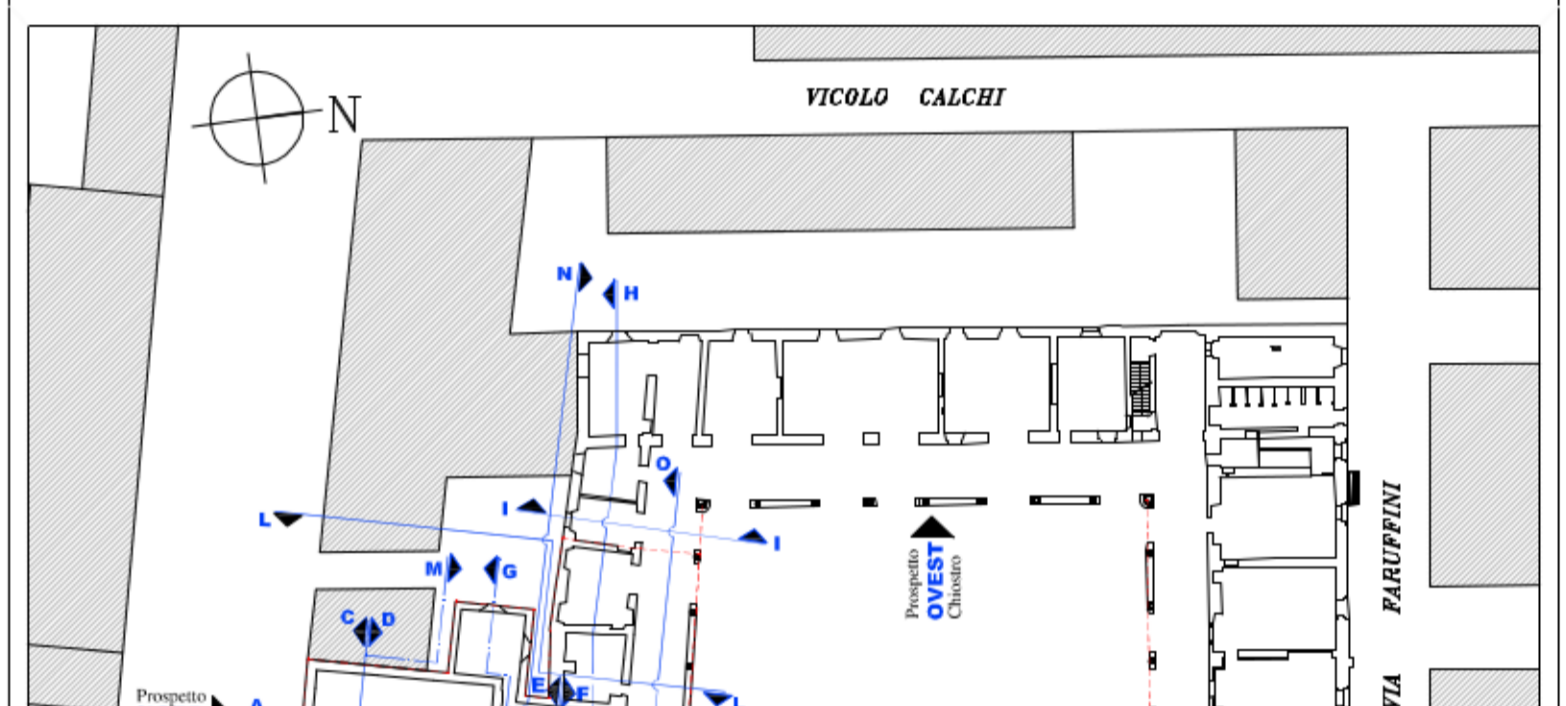 VICOLO CALCHI
N
N
H
O
I
L
I
M
G
C
D
Prospetto
OVEST
Chiostro
FARUFFINI
VIA
E
F
Prospetto
A